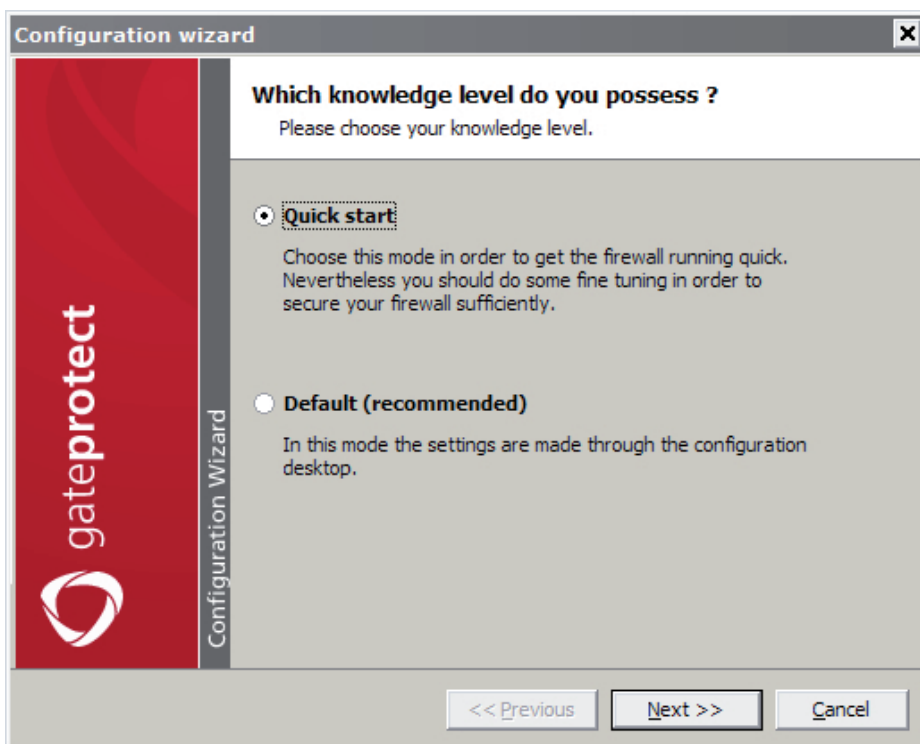 Configuration wizard
Which knowledge level do you possess ?
Please choose your knowledge level.
Quick start
Choose this mode in order to get the firewall running quick.
Nevertheless you should do some fine tuning in order to
secure your firewall sufficiently.
Default (recommended)
In this mode the settings are made through the configuration
desktop.
gateprotect
Configuration Wizard
<< Previous
Next >>
Cancel